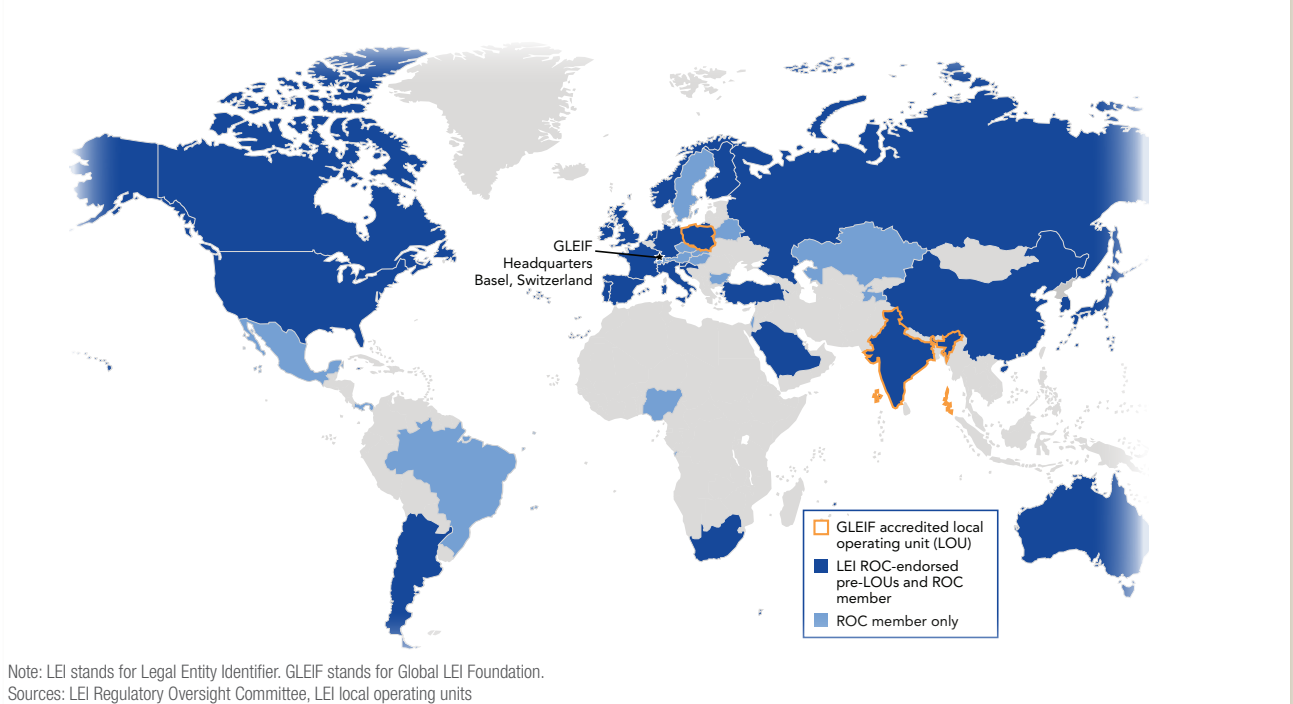 GLEIF
Headquarters
Basel, Switzerland
GLEIF accredited local
operating unit (LOU)
LEI ROC-endorsed
pre-LOUs and ROC
member
ROC member only
Note: LEI stands for Legal Entity Identifier. GLEIF stands for Global LEI Foundation.
Sources: LEI Regulatory Oversight Committee, LEI local operating units